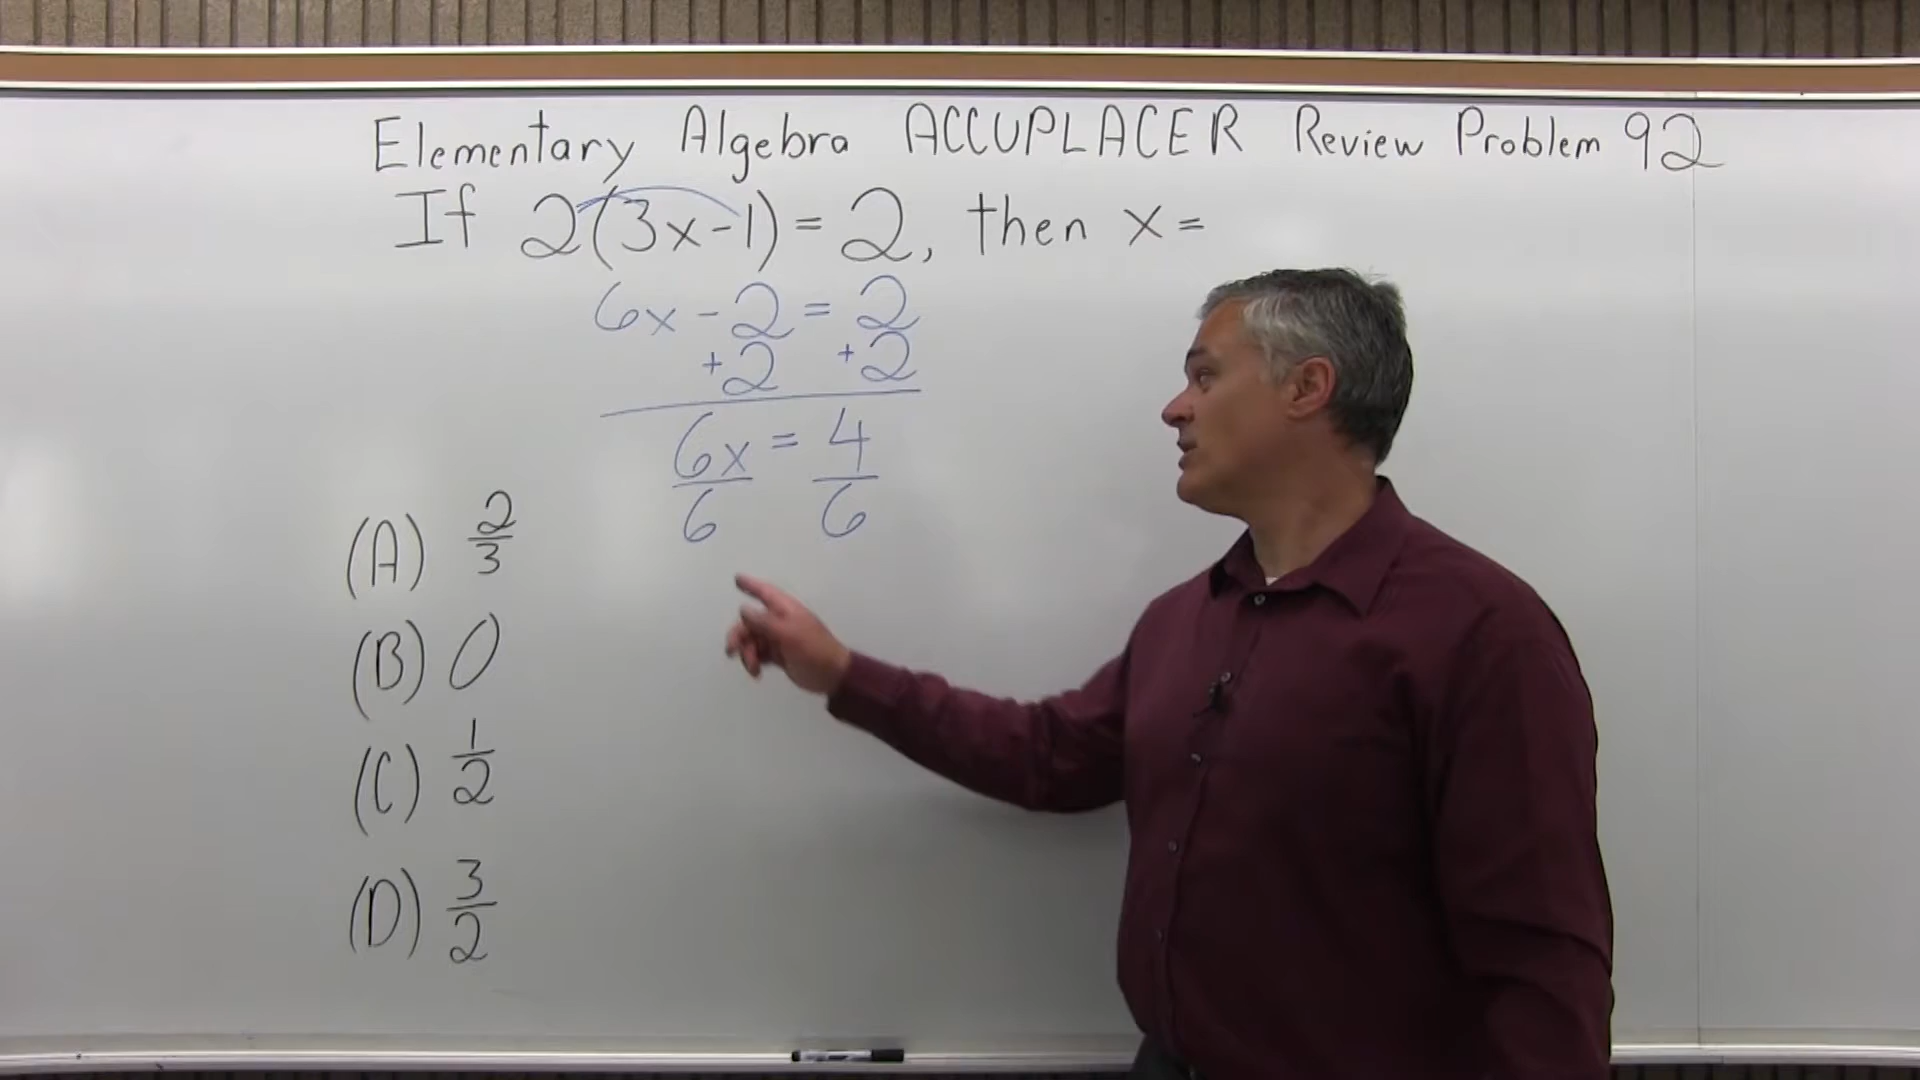 Elementary Algebra ACCUPLACER Review Problem 92
If 2(3x-1) = 2, then x =
6x - 2 = 2
+2 +2
6x = 4
6 6
(A) 2/3
(B) 0
(C) 1/2
(D) 3/2